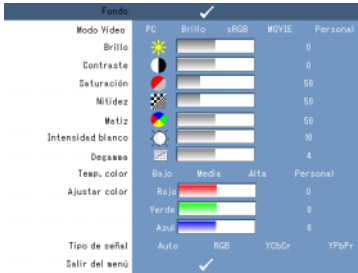 Fondo
Modo Vídeo PC Brillo sRGB MOVIE Personal
Brillo 0
Contraste 0
Saturación 50
Nitidez 50
Matiz 50
Intensidad blanco 10
Degamma 4
Temp. color Bajo Media Alta Personal
Ajustar color Rojo 0
Verde 0
Azul 0
Tipo de señal Auto RGB YCbCr YPbPr
Salir del menú